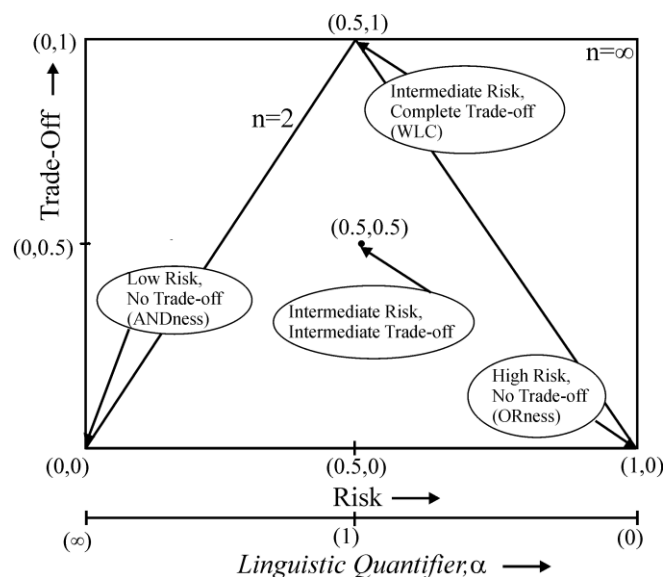 (0.5,1)
(0,1)
n=∞
Intermediate Risk,
Complete Trade-off
(WLC)
n=2
Trade-Off
(0.5,0.5)
(0,0.5)
Low Risk,
No Trade-off
(ANDness)
Intermediate Risk,
Intermediate Trade-off
High Risk,
No Trade-off
(ORness)
(0,0)
(0.5,0)
(1,0)
Risk
(∞)
(1)
(0)
Linguistic Quantifier,α